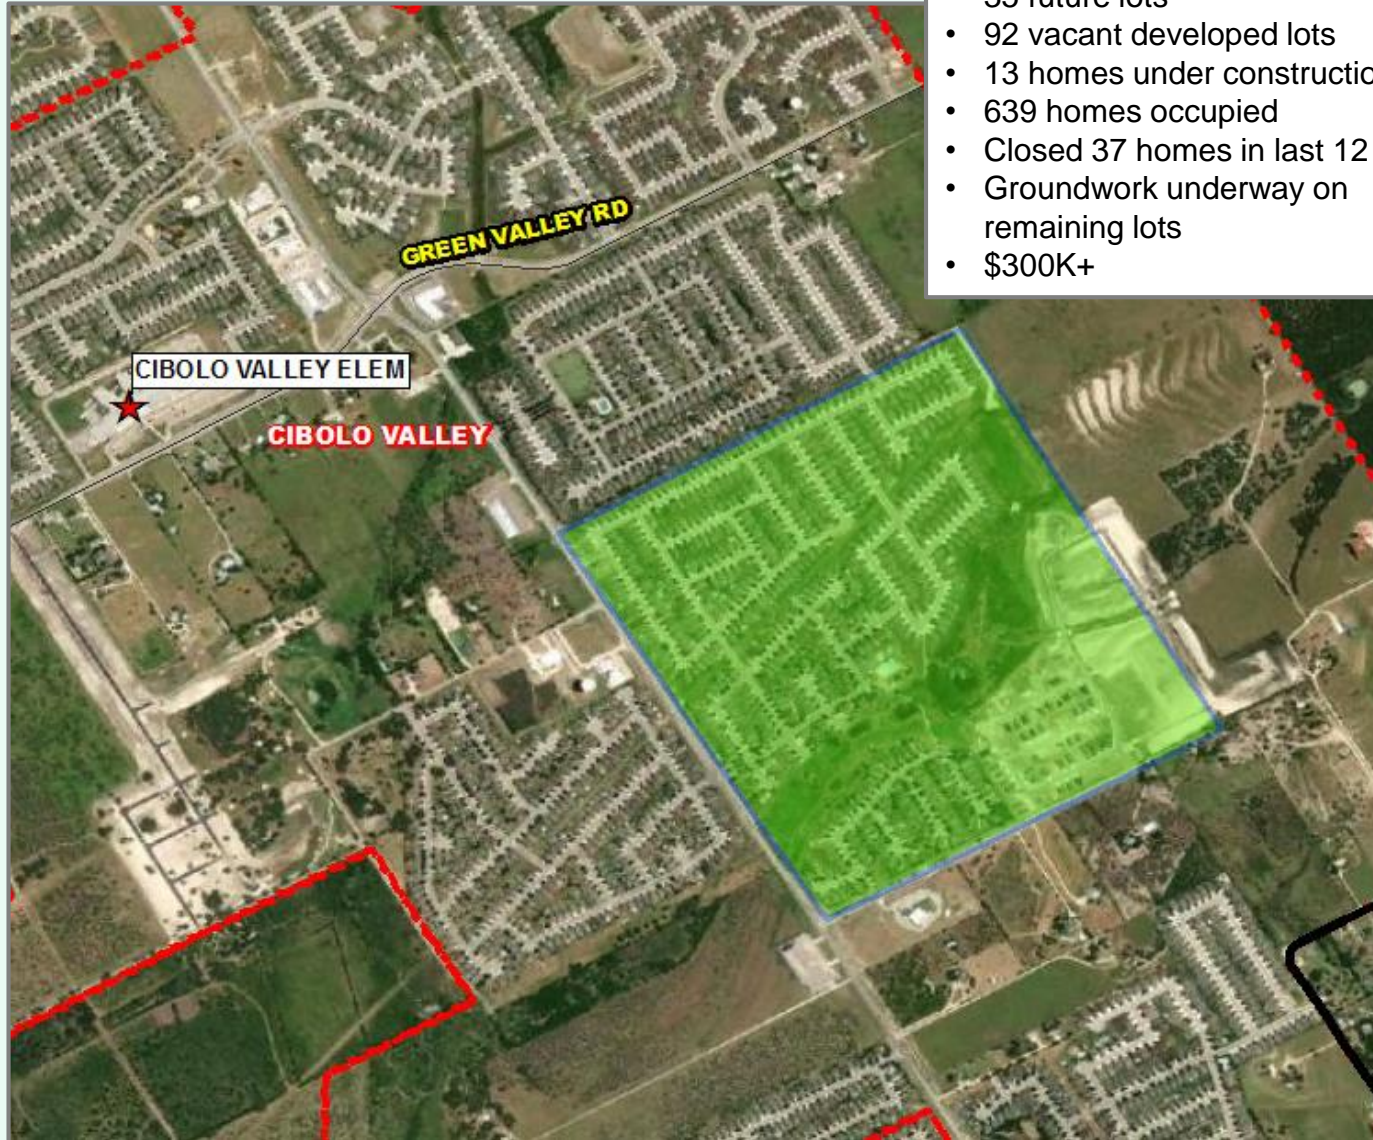 • 92 vacant developed lots
• 13 homes under
• 639 homes occupied
• Closed 37 homes in last 12
• Groundwork underway on
remaining lots
• $300K+
GREEN VALLEY RD
CIBOLO VALLEY ELEM
CIBOLO VALLEY